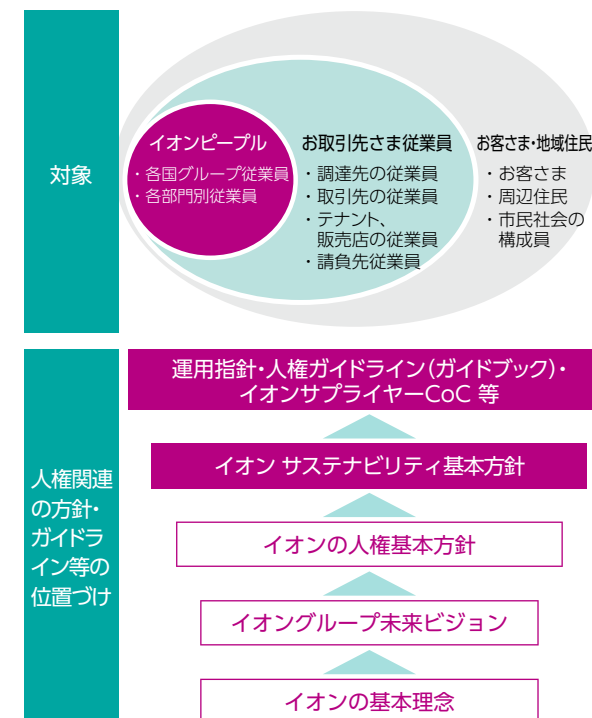 対象
イオンピープル
・各国グループ従業員
・各部門別従業員
お取引先さま従業員
・調達先の従業員
・取引先の従業員
・テナント、
販売店の従業員
・請負先従業員
お客さま・地域住民
・お客さま
・周辺住民
・市民社会の
構成員
人権関連
の方針・
ガイドラ
イン等の
位置づけ
運用指針・人権ガイドライン（ガイドブック）・
イオンサプライヤーCoC 等
イオン サステナビリティ基本方針
イオンの人権基本方針
イオングループ未来ビジョン
イオンの基本理念